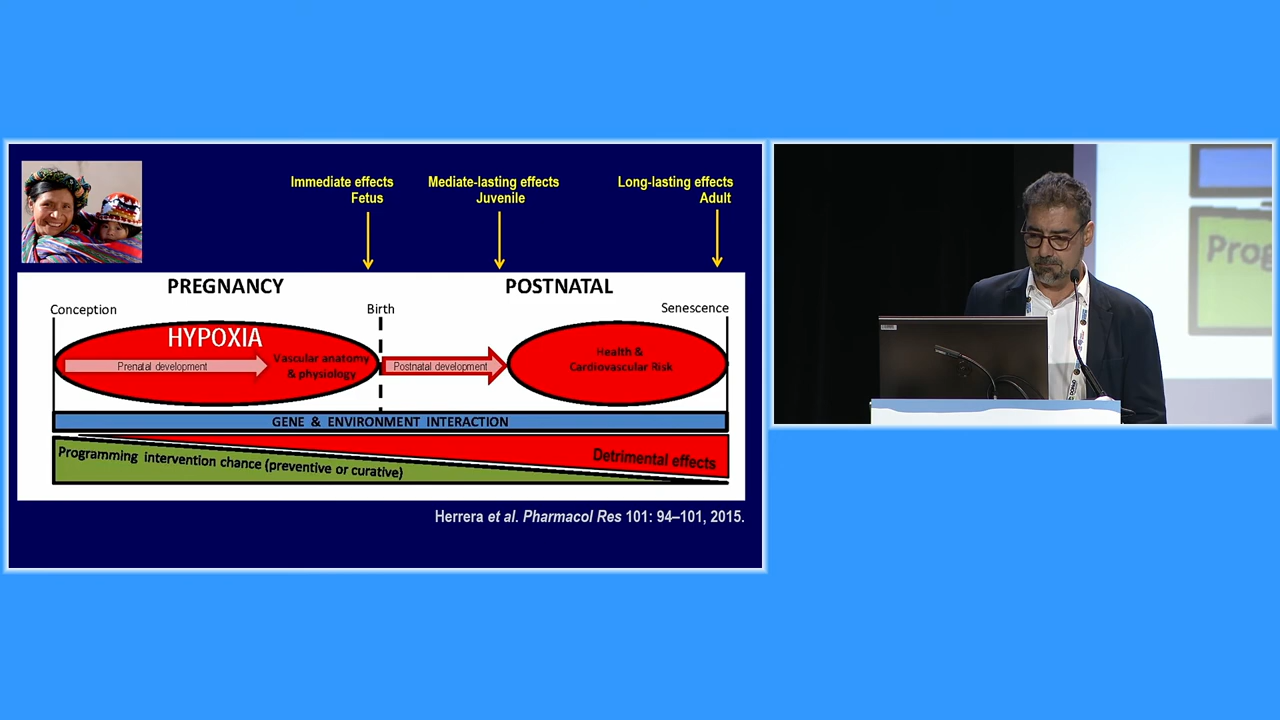 Immediate effects
Fetus
Mediate-lasting effects
Juvenile
Long-lasting effects
Adult
PREGNANCY
POSTNATAL
Conception
Birth
Senescence
HYPOXIA
Prenatal development
Vascular anatomy
& physiology
Postnatal development
Health &
Cardiovascular Risk
GENE & ENVIRONMENT INTERACTION
Programming intervention chance (preventive or curative)
Detrimental effects
Herrera et al. Pharmacol Res 101: 94–101, 2015.
Prog